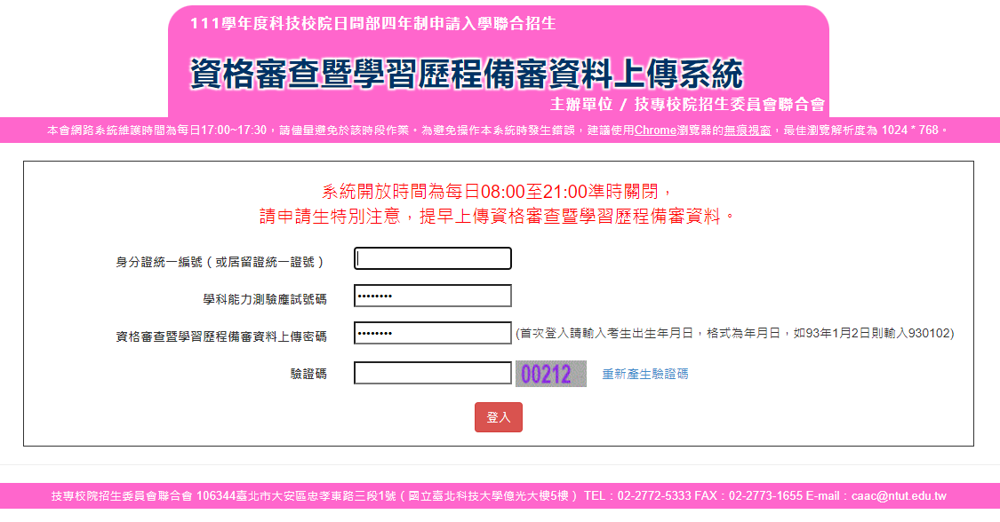 111學年度科技校院日間部四年制申請入學聯合招生
資格審查暨學習歷程備審資料上傳系統
主辦單位 / 技專校院招生委員會聯合會
本會網路系統維護時間為每日17:00~17:30，請儘量避免於該時段作業。為避免操作本系統時發生錯誤，建議使用Chrome瀏覽器的無痕視窗，最佳瀏覽解析度為 1024 * 768。
系統開放時間為每日08:00至21:00準時關閉，
請申請生特別注意，提早上傳資格審查暨學習歷程備審資料。
身分證統一編號（或居留證統一證號）
學科能力測驗應試號碼 ••••••••
資格審查暨學習歷程備審資料上傳密碼 •••••••• (首次登入請輸入考生出生年月日，格式為年月日，如93年1月2日則輸入930102)
驗證碼 00212 重新產生驗證碼
登入
技專校院招生委員會聯合會 106344臺北市大安區忠孝東路三段1號（國立臺北科技大學億光大樓5樓） TEL：02-2772-5333 FAX：02-2773-1655 E-mail：caac@ntut.edu.tw